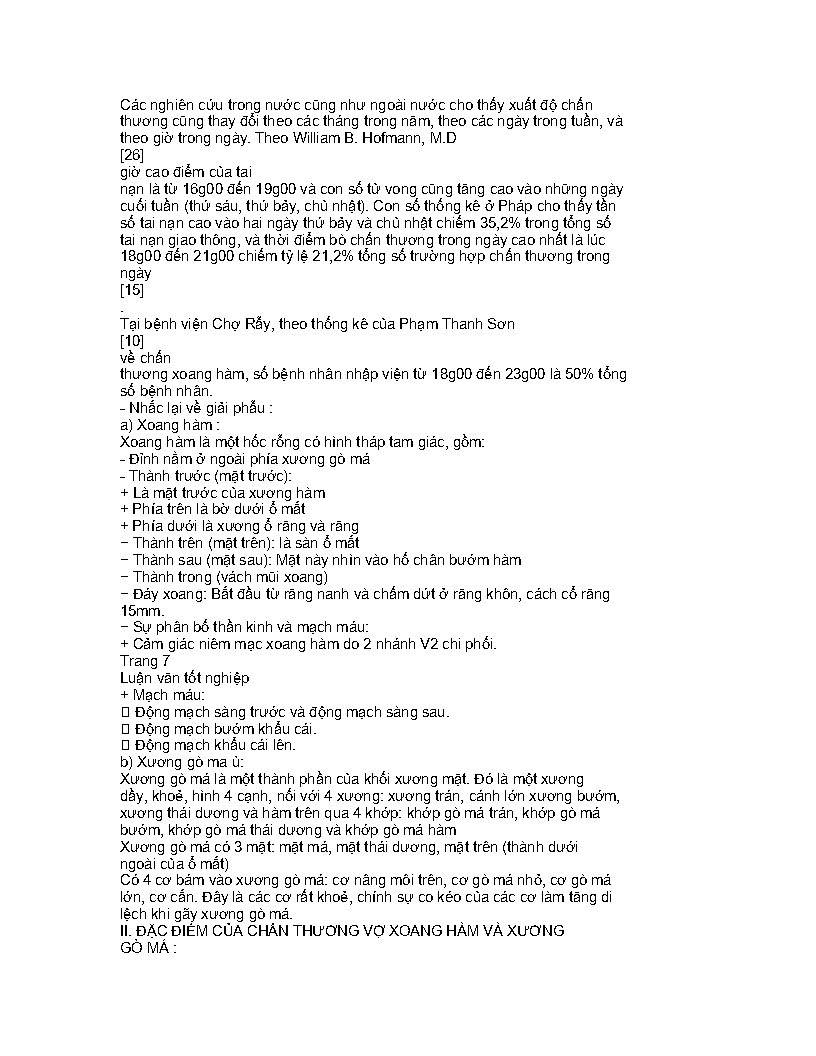 Các nghiên cứu trong nước cũng như ngoài nước cho thấy xuất độ chấn
thương cũng thay đổi theo các tháng trong năm, theo các ngày trong tuần, và
theo giờ trong ngày. Theo William B. Hofmann, M.D
[26]
giờ cao điểm của tai
nạn là từ 16g00 đến 19g00 và con số tử vong cũng tăng cao vào những ngày
cuối tuần (thứ sáu, thứ bảy, chủ nhật). Con số thống kê ở Pháp cho thấy tần
số tai nạn cao vào hai ngày thứ bảy và chủ nhật chiếm 35,2% trong tổng số
tai nạn giao thông, và thời điểm bò chấn thương trong ngày cao nhất là lúc
18g00 đến 21g00 chiếm tỷ lệ 21,2% tổng số trường hợp chấn thương trong
ngày
[15]
.
Tại bệnh viện Chợ Rẫy, theo thống kê của Phạm Thanh Sơn
[10]
về chấn
thương xoang hàm, số bệnh nhân nhập viện từ 18g00 đến 23g00 là 50% tổng
số bệnh nhân.
- Nhắc lại về giải phẫu :
a) Xoang hàm :
Xoang hàm là một hốc rỗng có hình tháp tam giác, gồm:
- Đỉnh nằm ở ngoài phía xương gò má
- Thành trước (mặt trước):
+ Là mặt trước của xương hàm
+ Phía trên là bờ dưới ổ mắt
+ Phía dưới là xương ổ răng và răng
− Thành trên (mặt trên): là sàn ổ mắt
− Thành sau (mặt sau): Mặt này nhìn vào hố chân bướm hàm
− Thành trong (vách mũi xoang)
− Đáy xoang: Bắt đầu từ răng nanh và chấm dứt ở răng khôn, cách cổ răng
15mm.
− Sự phân bố thần kinh và mạch máu:
+ Cảm giác niêm mạc xoang hàm do 2 nhánh V2 chi phối.
Trang 7
Luận văn tốt nghiệp
+ Mạch máu:
 Động mạch sàng trước và động mạch sàng sau.
 Động mạch bướm khẩu cái.
 Động mạch khẩu cái lên.
b) Xương gò ma ù:
Xương gò má là một thành phần của khối xương mặt. Đó là một xương
dầy, khoẻ, hình 4 cạnh, nối với 4 xương: xương trán, cánh lớn xương bướm,
xương thái dương và hàm trên qua 4 khớp: khớp gò má trán, khớp gò má
bướm, khớp gò má thái dương và khớp gò má hàm
Xương gò má có 3 mặt: mặt má, mặt thái dương, mặt trên (thành dưới
ngoài của ổ mắt)
Có 4 cơ bám vào xương gò má: cơ nâng môi trên, cơ gò má nhỏ, cơ gò má
lớn, cơ cắn. Đây là các cơ rất khoẻ, chính sự co kéo của các cơ làm tăng di
lệch khi gãy xương gò má.
II. ĐẶC ĐIỂM CỦA CHẤN THƯƠNG VỢ XOANG HÀM VÀ XƯƠNG
GÒ MÁ :